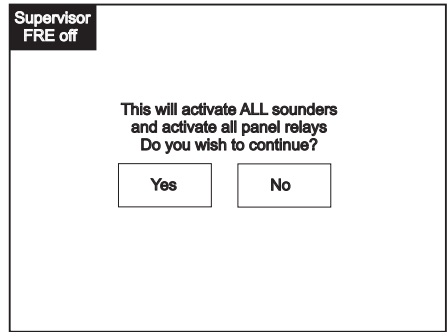 Supervisor
FRE off
This will activate ALL sounders
and activate all panel relays
Do you wish to continue?
Yes No